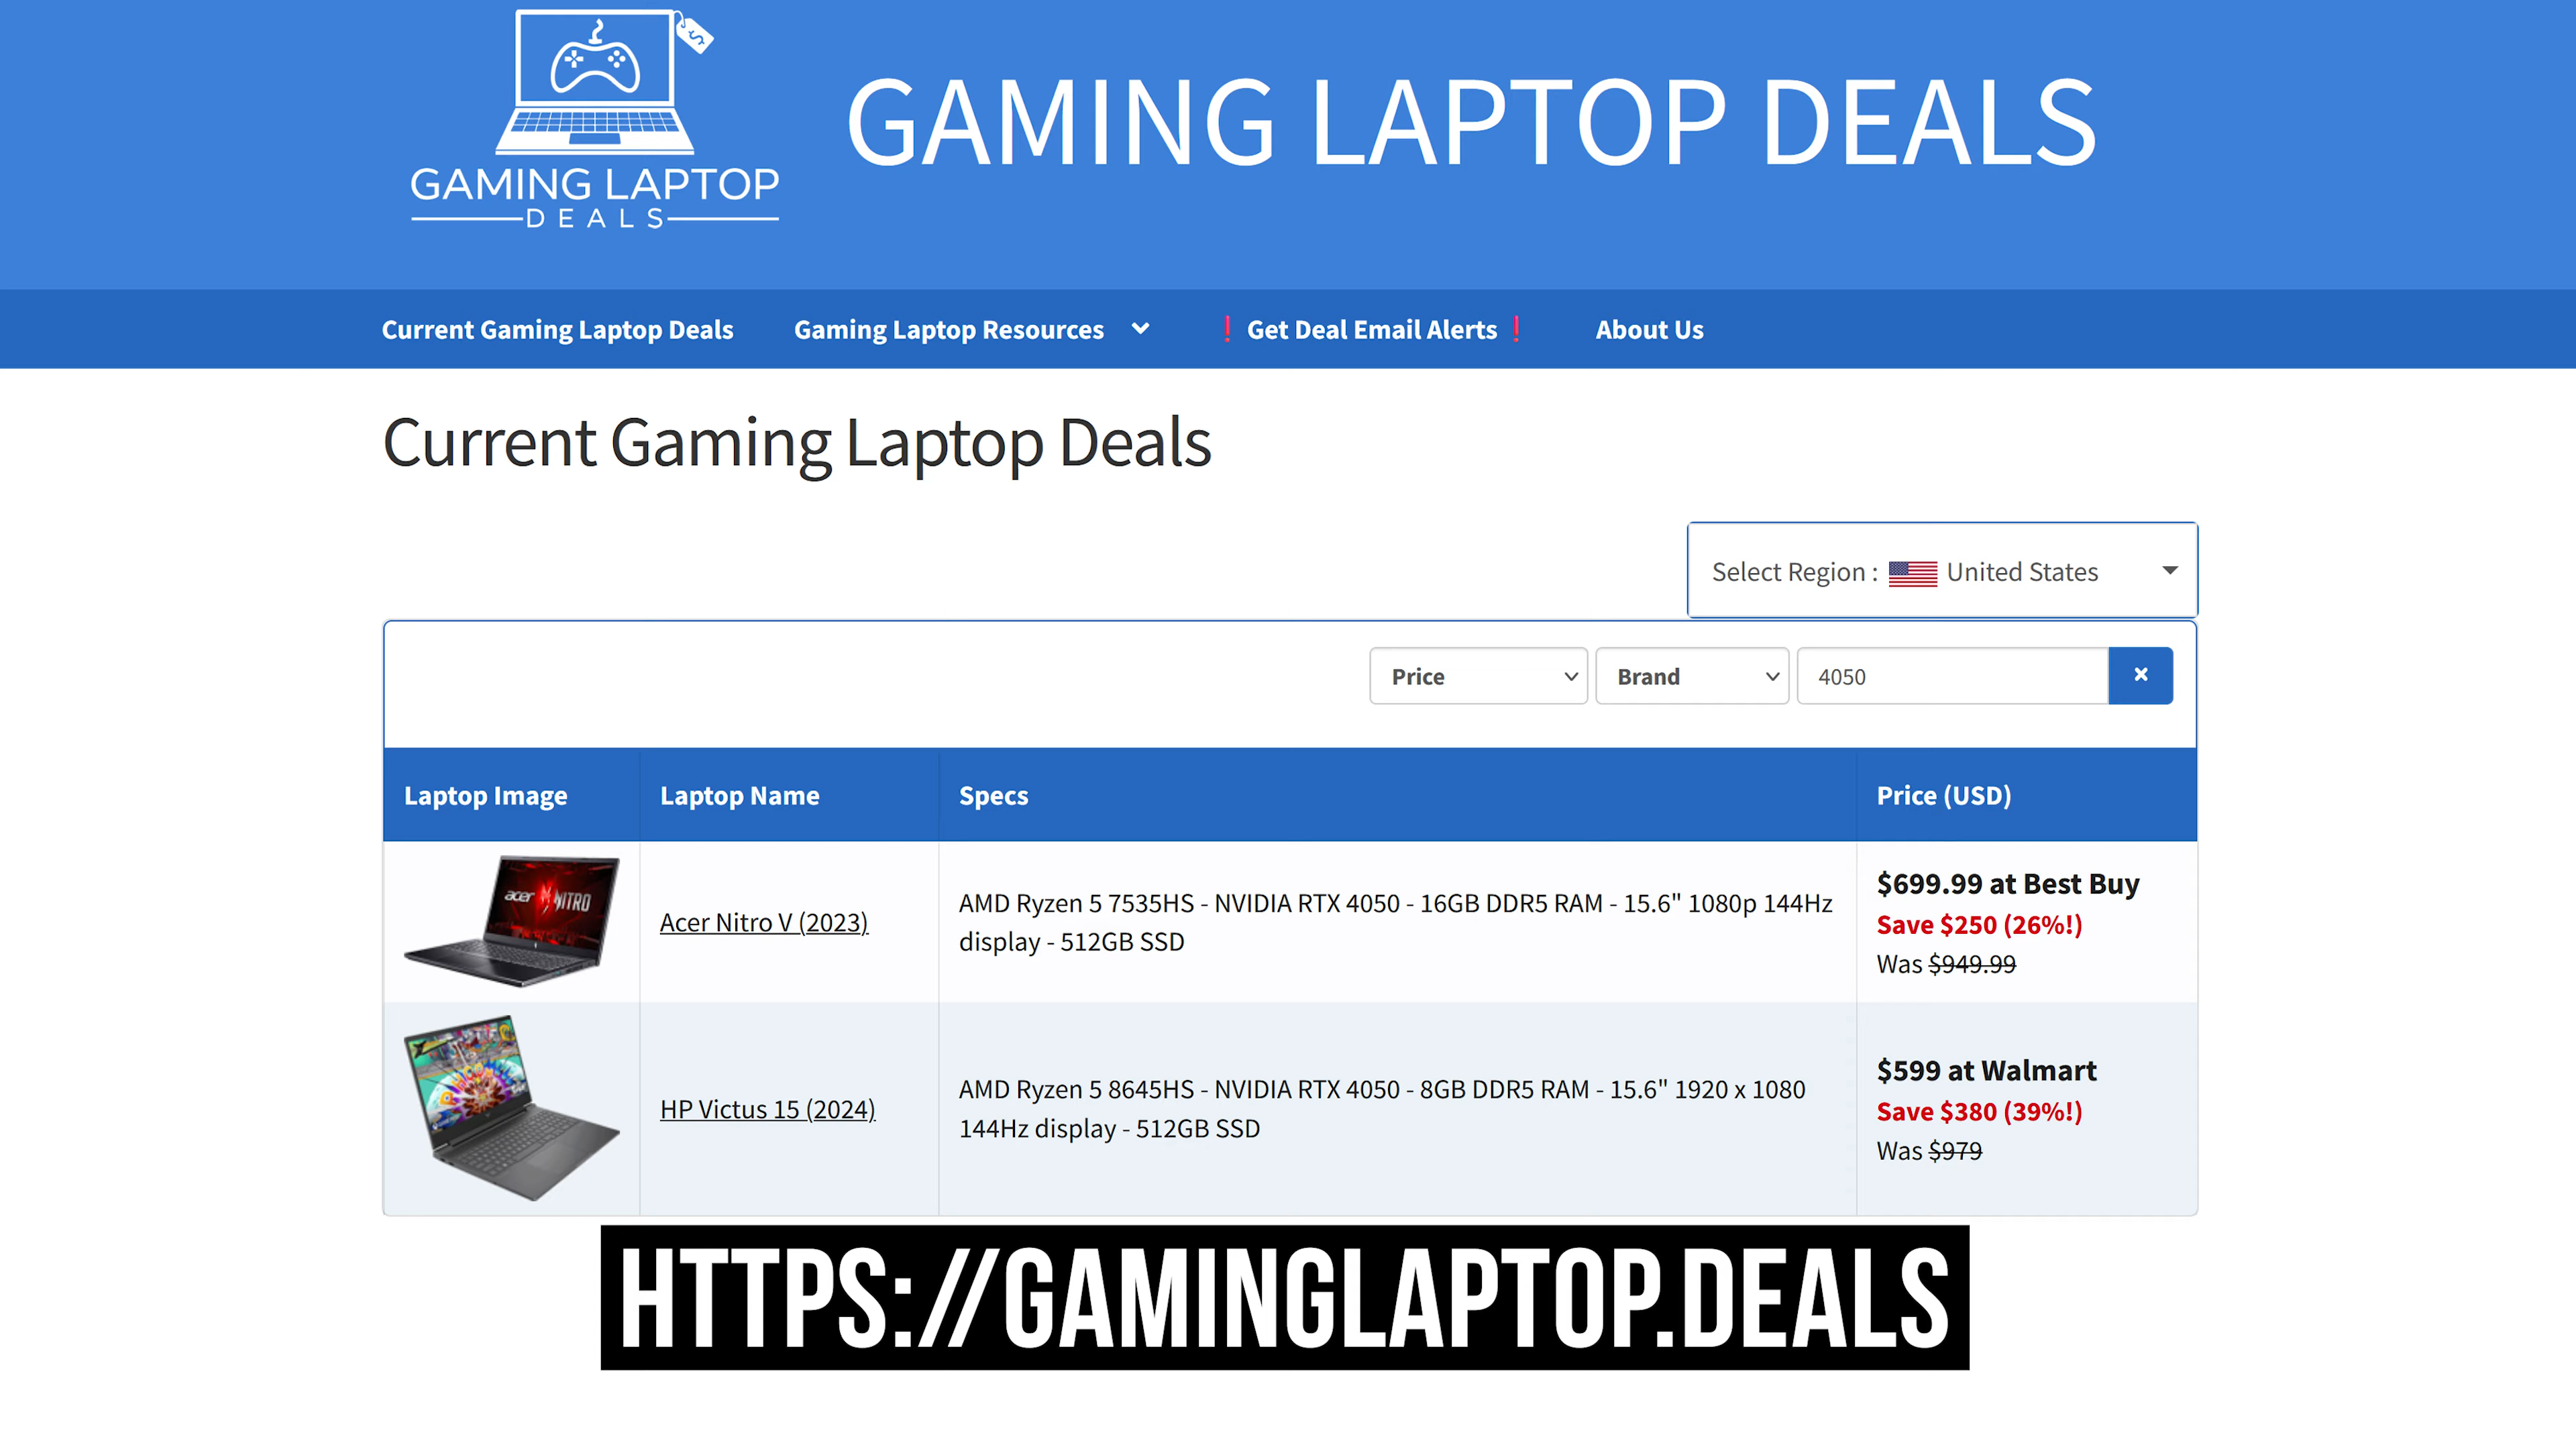 GAMING LAPTOP
DEALS
GAMING LAPTOP DEALS
Current Gaming Laptop Deals
Gaming Laptop Resources
❗ Get Deal Email Alerts ❗
About Us
Current Gaming Laptop Deals
Select Region : United States
Price
Brand
4050
Laptop Image
Laptop Name
Specs
Price (USD)
acer NITRO
Acer Nitro V (2023)
AMD Ryzen 5 7535HS - NVIDIA RTX 4050 - 16GB DDR5 RAM - 15.6" 1080p 144Hz
display - 512GB SSD
$699.99 at Best Buy
Save $250 (26%!)
Was $949.99
HP Victus 15 (2024)
AMD Ryzen 5 8645HS - NVIDIA RTX 4050 - 8GB DDR5 RAM - 15.6" 1920 x 1080
144Hz display - 512GB SSD
$599 at Walmart
Save $380 (39%!)
Was $979
HTTPS://GAMINGLAPTOP.DEALS